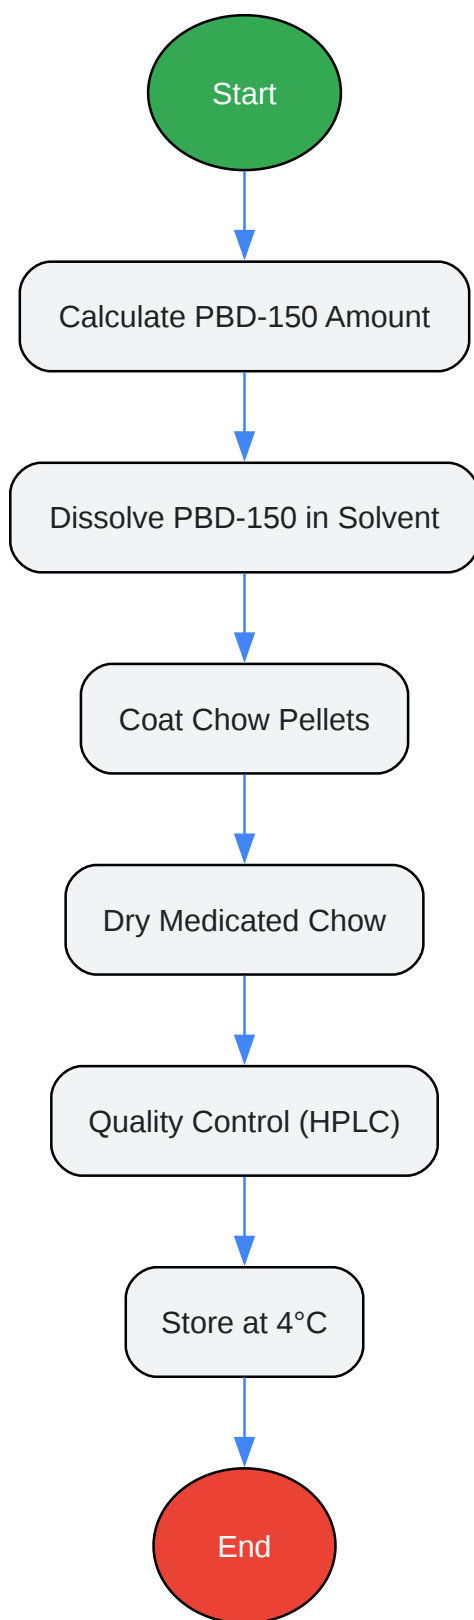 Start
Calculate PBD-150 Amount
Dissolve PBD-150 in Solvent
Coat Chow Pellets
Dry Medicated Chow
Quality Control (HPLC)
Store at 4°C
End